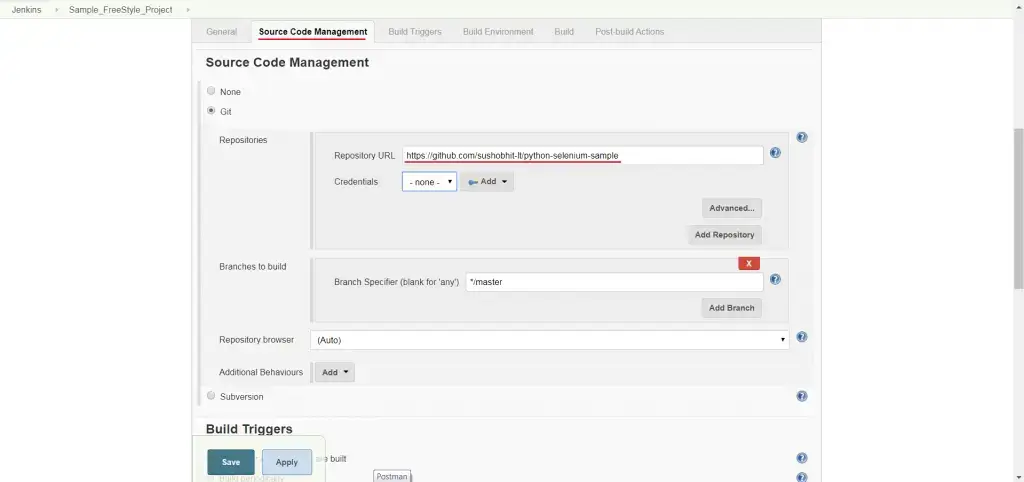 Jenkins Sample_FreeStyle_Project
General Source Code Management Build Triggers Build Environment Build Post-build Actions
Source Code Management
None
Git
Repositories
Repository URL https://github.com/sushobhit-lt/python-selenium-sample
Credentials - none - Add
Advanced...
Add Repository
Branches to build
X
Branch Specifier (blank for 'any') */master
Add Branch
Repository browser (Auto)
Additional Behaviours Add
Subversion
Build Triggers
Save Apply built
Build periodically
Postman